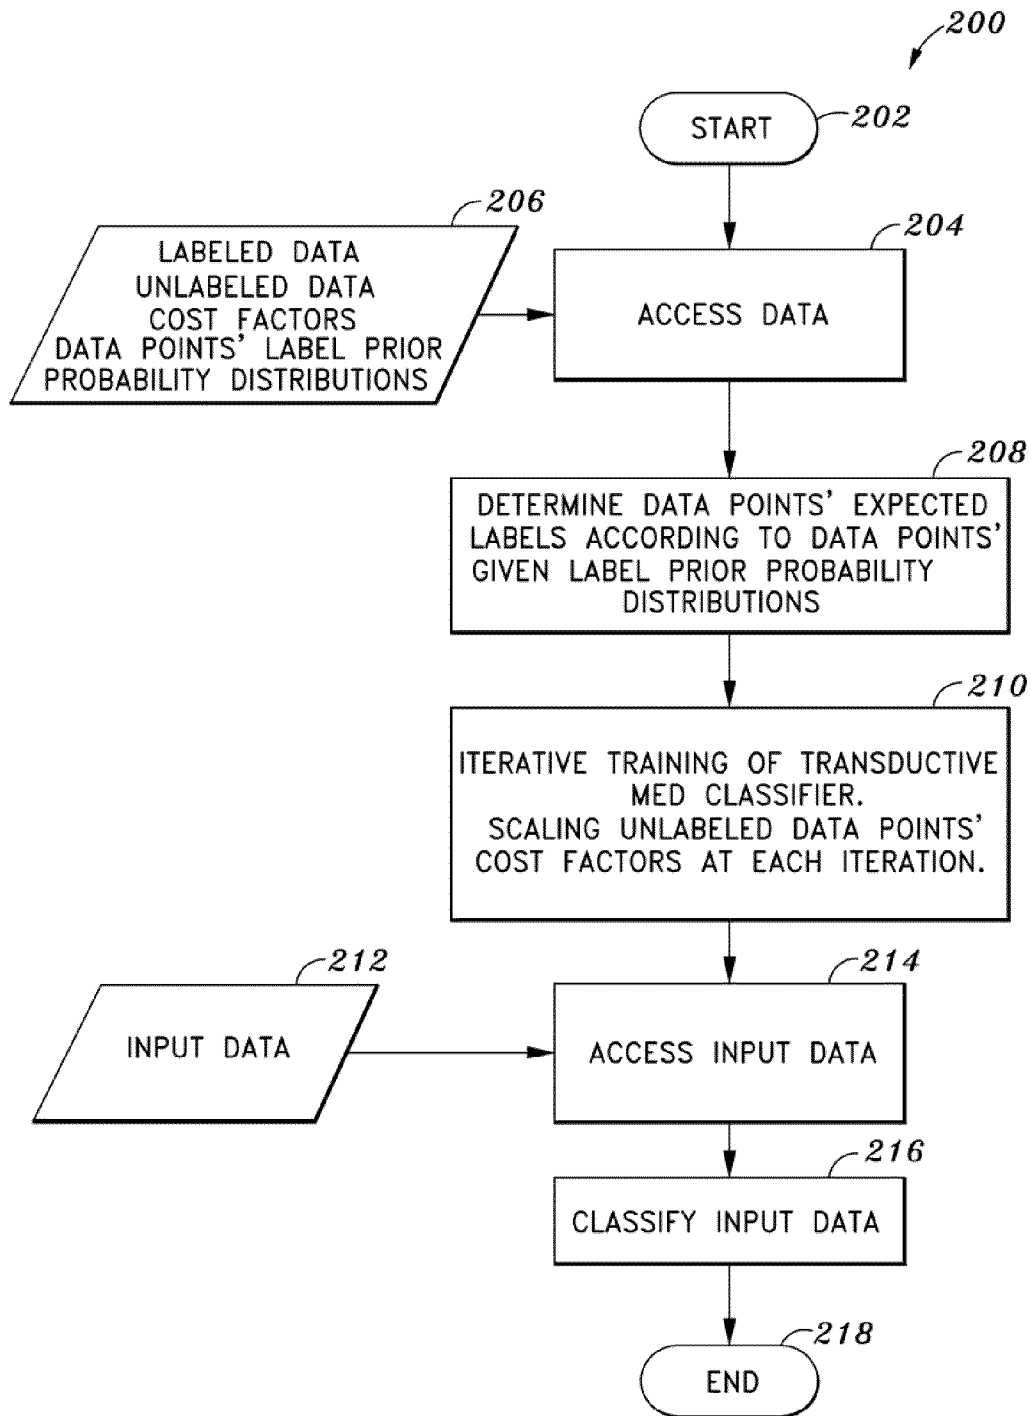 200
START
202
206
LABELED DATA
UNLABELED DATA
COST FACTORS
DATA POINTS' LABEL PRIOR
PROBABILITY DISTRIBUTIONS
204
ACCESS DATA
208
DETERMINE DATA POINTS' EXPECTED
LABELS ACCORDING TO DATA POINTS'
GIVEN LABEL PRIOR PROBABILITY
DISTRIBUTIONS
210
ITERATIVE TRAINING OF TRANSDUCTIVE
MED CLASSIFIER.
SCALING UNLABELED DATA POINTS'
COST FACTORS AT EACH ITERATION.
212
INPUT DATA
214
ACCESS INPUT DATA
216
CLASSIFY INPUT DATA
218
END